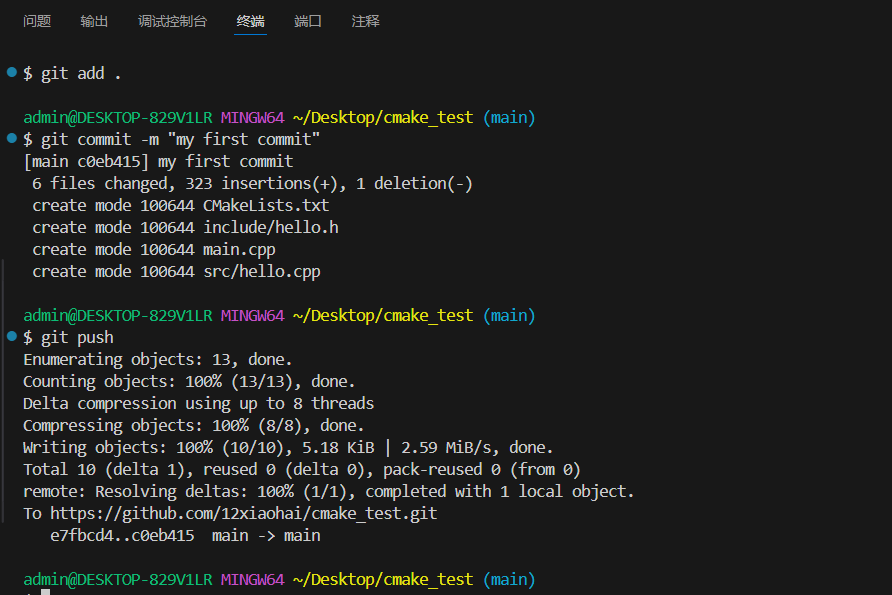 问题 输出 调试控制台 终端 端口 注释
$ git add .
admin@DESKTOP-829V1LR MINGW64 ~/Desktop/cmake_test (main)
$ git commit -m "my first commit"
[main c0eb415] my first commit
 6 files changed, 323 insertions(+), 1 deletion(-)
 create mode 100644 CMakeLists.txt
 create mode 100644 include/hello.h
 create mode 100644 main.cpp
 create mode 100644 src/hello.cpp
admin@DESKTOP-829V1LR MINGW64 ~/Desktop/cmake_test (main)
$ git push
Enumerating objects: 13, done.
Counting objects: 100% (13/13), done.
Delta compression using up to 8 threads
Compressing objects: 100% (8/8), done.
Writing objects: 100% (10/10), 5.18 KiB | 2.59 MiB/s, done.
Total 10 (delta 1), reused 0 (delta 0), pack-reused 0 (from 0)
remote: Resolving deltas: 100% (1/1), completed with 1 local object.
To https://github.com/12xiaohai/cmake_test.git
   e7fbcd4..c0eb415  main -> main
admin@DESKTOP-829V1LR MINGW64 ~/Desktop/cmake_test (main)